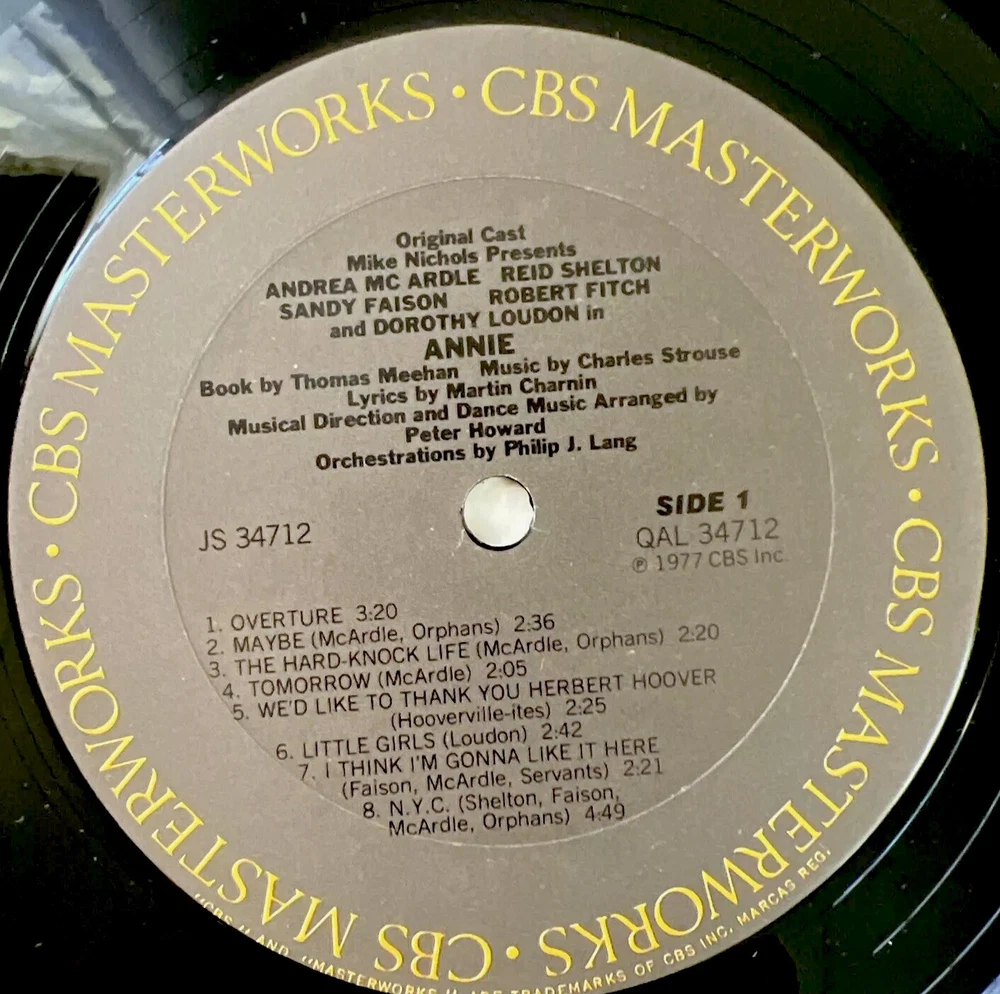 CBS MASTERWORKS · CBS MASTERWORKS · CBS MASTERWORKS · CBS MASTERWORKS ·
Original Cast
Mike Nichols Presents
ANDREA MC ARDLE REID SHELTON
SANDY FAISON ROBERT FITCH
and DOROTHY LOUDON in
ANNIE
Book by Thomas Meehan Music by Charles Strouse
Lyrics by Martin Charnin
Musical Direction and Dance Music Arranged by
Peter Howard
Orchestrations by Philip J. Lang
SIDE 1
JS 34712 QAL 34712
℗ 1977 CBS Inc
1. OVERTURE 3:20
2. MAYBE (McArdle, Orphans) 2:36
3. THE HARD-KNOCK LIFE (McArdle, Orphans) 2:20
4. TOMORROW (McArdle) 2:05
5. WE'D LIKE TO THANK YOU HERBERT HOOVER
(Hooverville-ites) 2:25
6. LITTLE GIRLS (Loudon) 2:42
7. I THINK I'M GONNA LIKE IT HERE
(Faison, McArdle, Servants) 2:21
8. N.Y.C. (Shelton, Faison,
McArdle, Orphans) 4:49
"CBS" AND "MASTERWORKS" ARE TRADEMARKS OF CBS INC. MARCAS REG.